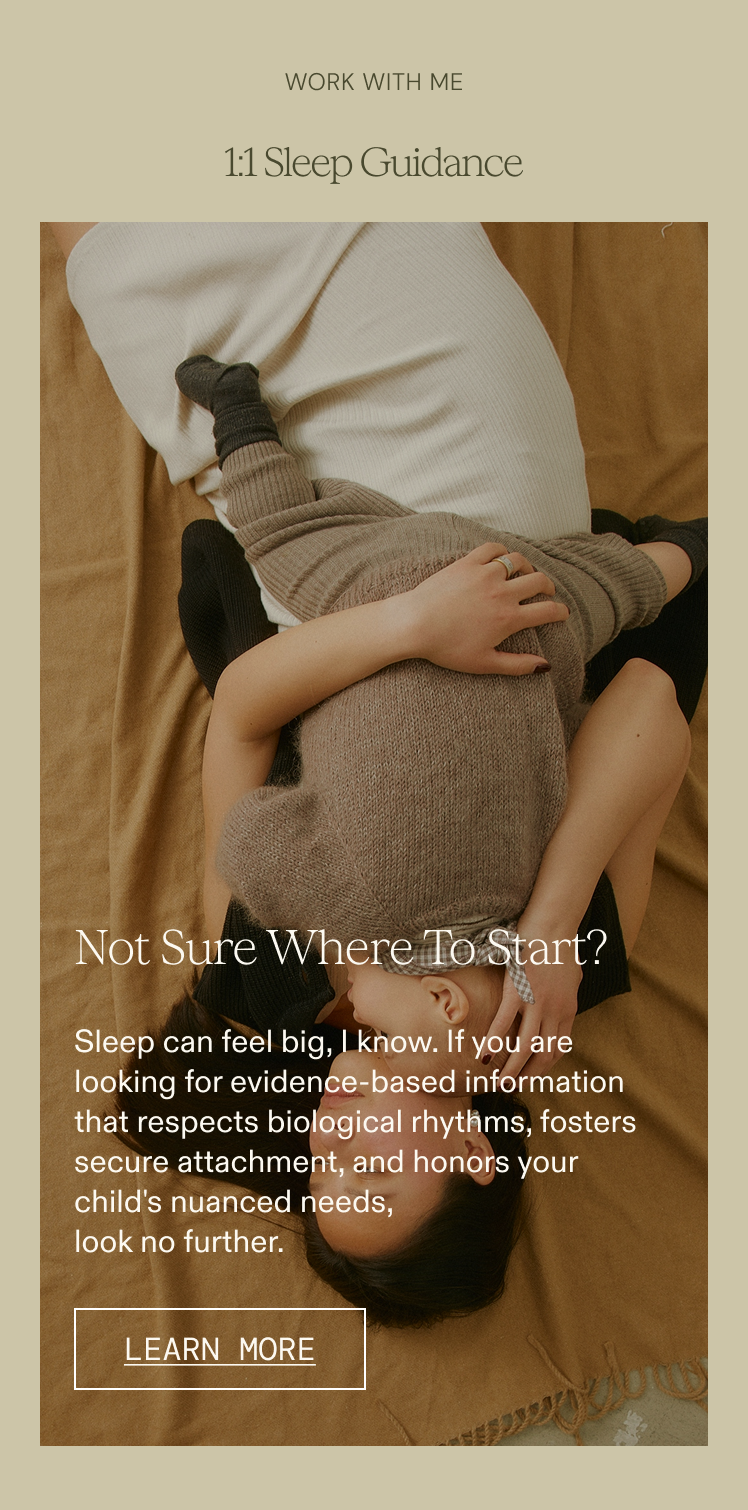 WORK WITH ME
1:1 Sleep Guidance
Not Sure Where To Start?
Sleep can feel big, I know. If you are
looking for evidence-based information
that respects biological rhythms, fosters
secure attachment, and honors your
child's nuanced needs,
look no further.
LEARN MORE